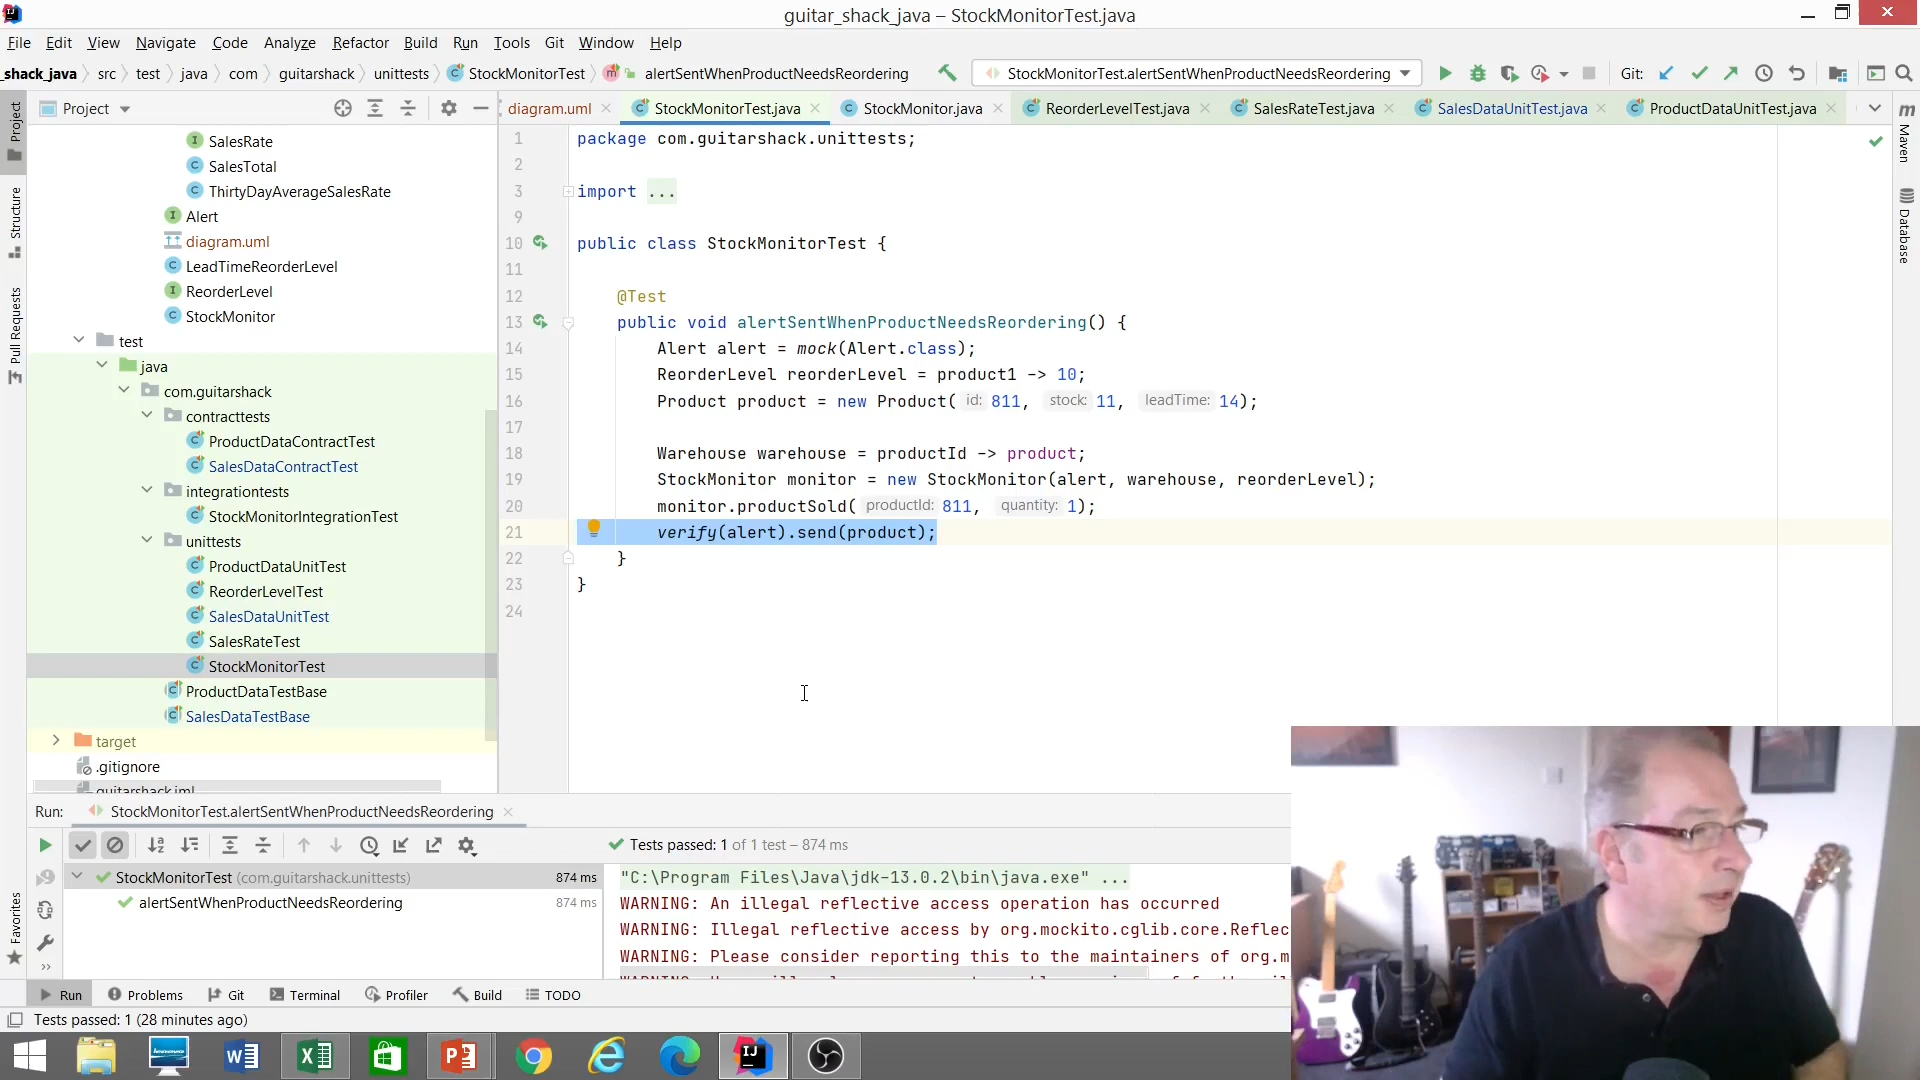 guitar_shack_java – StockMonitorTest.java
File Edit View Navigate Code Analyze Refactor Build Run Tools Git Window Help
_shack_java src test java com guitarshack unittests StockMonitorTest alertSentWhenProductNeedsReordering StockMonitorTest.alertSentWhenProductNeedsReordering Git:
Project
diagram.uml StockMonitorTest.java StockMonitor.java ReorderLevelTest.java SalesRateTest.java SalesDataUnitTest.java ProductDataUnitTest.java
Project
Structure
Pull Requests
Favorites
Maven
Database
SalesRate
SalesTotal
ThirtyDayAverageSalesRate
Alert
diagram.uml
LeadTimeReorderLevel
ReorderLevel
StockMonitor
test
java
com.guitarshack
contracttests
ProductDataContractTest
SalesDataContractTest
integrationtests
StockMonitorIntegrationTest
unittests
ProductDataUnitTest
ReorderLevelTest
SalesDataUnitTest
SalesRateTest
StockMonitorTest
ProductDataTestBase
SalesDataTestBase
target
.gitignore
guitarshack.iml
1 package com.guitarshack.unittests;
2
3 import ...
9
10 public class StockMonitorTest {
11
12 @Test
13 public void alertSentWhenProductNeedsReordering() {
14 Alert alert = mock(Alert.class);
15 ReorderLevel reorderLevel = product1 -> 10;
16 Product product = new Product( id: 811, stock: 11, leadTime: 14);
17
18 Warehouse warehouse = productId -> product;
19 StockMonitor monitor = new StockMonitor(alert, warehouse, reorderLevel);
20 monitor.productSold( productId: 811, quantity: 1);
21 verify(alert).send(product);
22 }
23 }
24
Run: StockMonitorTest.alertSentWhenProductNeedsReordering
Tests passed: 1 of 1 test – 874 ms
StockMonitorTest (com.guitarshack.unittests) 874 ms
alertSentWhenProductNeedsReordering 874 ms
"C:\Program Files\Java\jdk-13.0.2\bin\java.exe" ...
WARNING: An illegal reflective access operation has occurred
WARNING: Illegal reflective access by org.mockito.cglib.core.Reflec
WARNING: Please consider reporting this to the maintainers of org.m
Run Problems Git Terminal Profiler Build TODO
Tests passed: 1 (28 minutes ago)